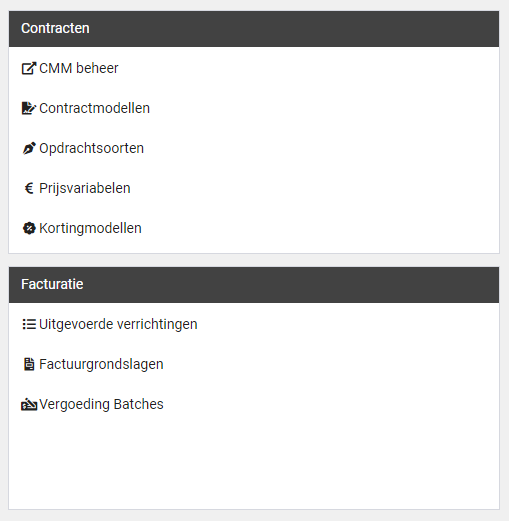 Contracten
CMM beheer
Contractmodellen
Opdrachtsoorten
Prijsvariabelen
Kortingmodellen
Facturatie
Uitgevoerde verrichtingen
Factuurgrondslagen
Vergoeding Batches